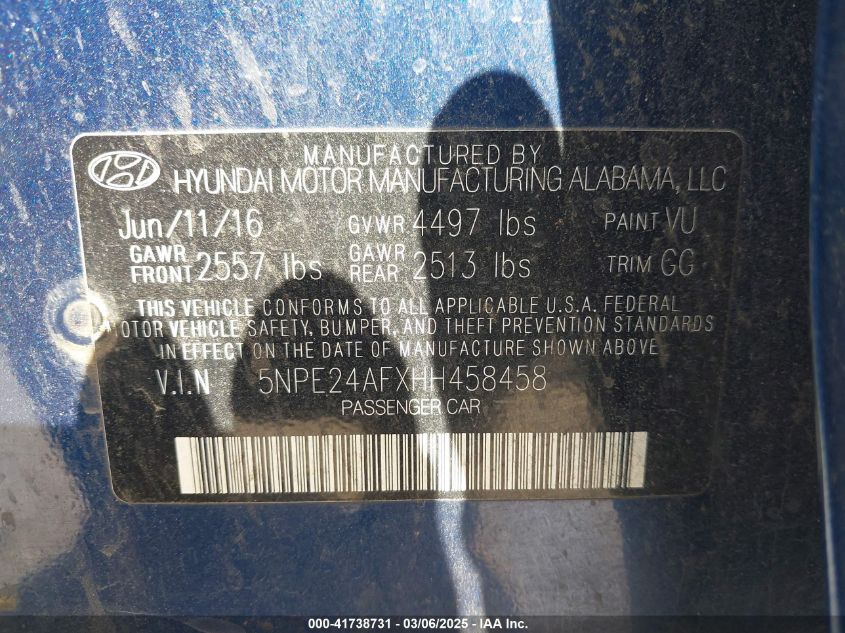 MANUFACTURED BY
HYUNDAI MOTOR MANUFACTURING ALABAMA, LLC
Jun/11/16 GVWR 4497 lbs PAINT VU
GAWR FRONT 2557 lbs GAWR REAR 2513 lbs TRIM GG
THIS VEHICLE CONFORMS TO ALL APPLICABLE U.S.A. FEDERAL
MOTOR VEHICLE SAFETY, BUMPER, AND THEFT PREVENTION STANDARDS
IN EFFECT ON THE DATE OF MANUFACTURE SHOWN ABOVE
V.I.N 5NPE24AFXHH458458
PASSENGER CAR
000-41738731 - 03/06/2025 - IAA Inc.